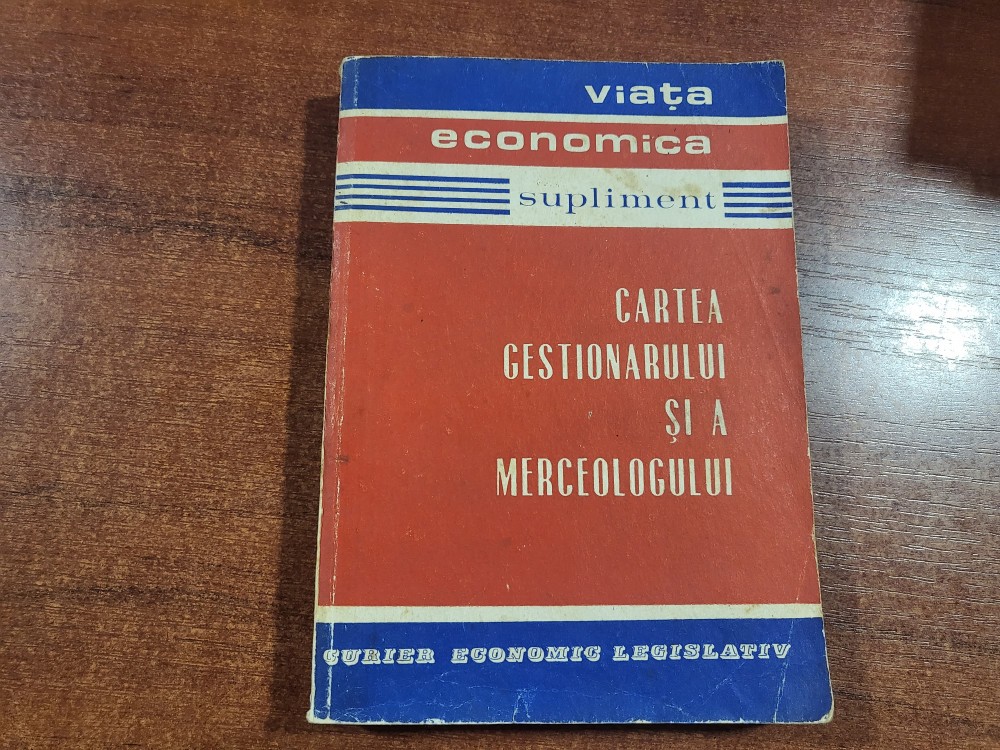 viața
economica
supliment
CARTEA
GESTIONARULUI
ȘI A
MERCEOLOGULUI
CURIER ECONOMIC LEGISLATIV